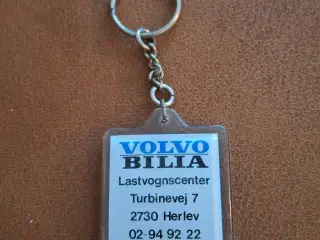 VOLVO
BILIA
Lastvognscenter
Turbinevej 7
2730 Herlev
02-94 92 22